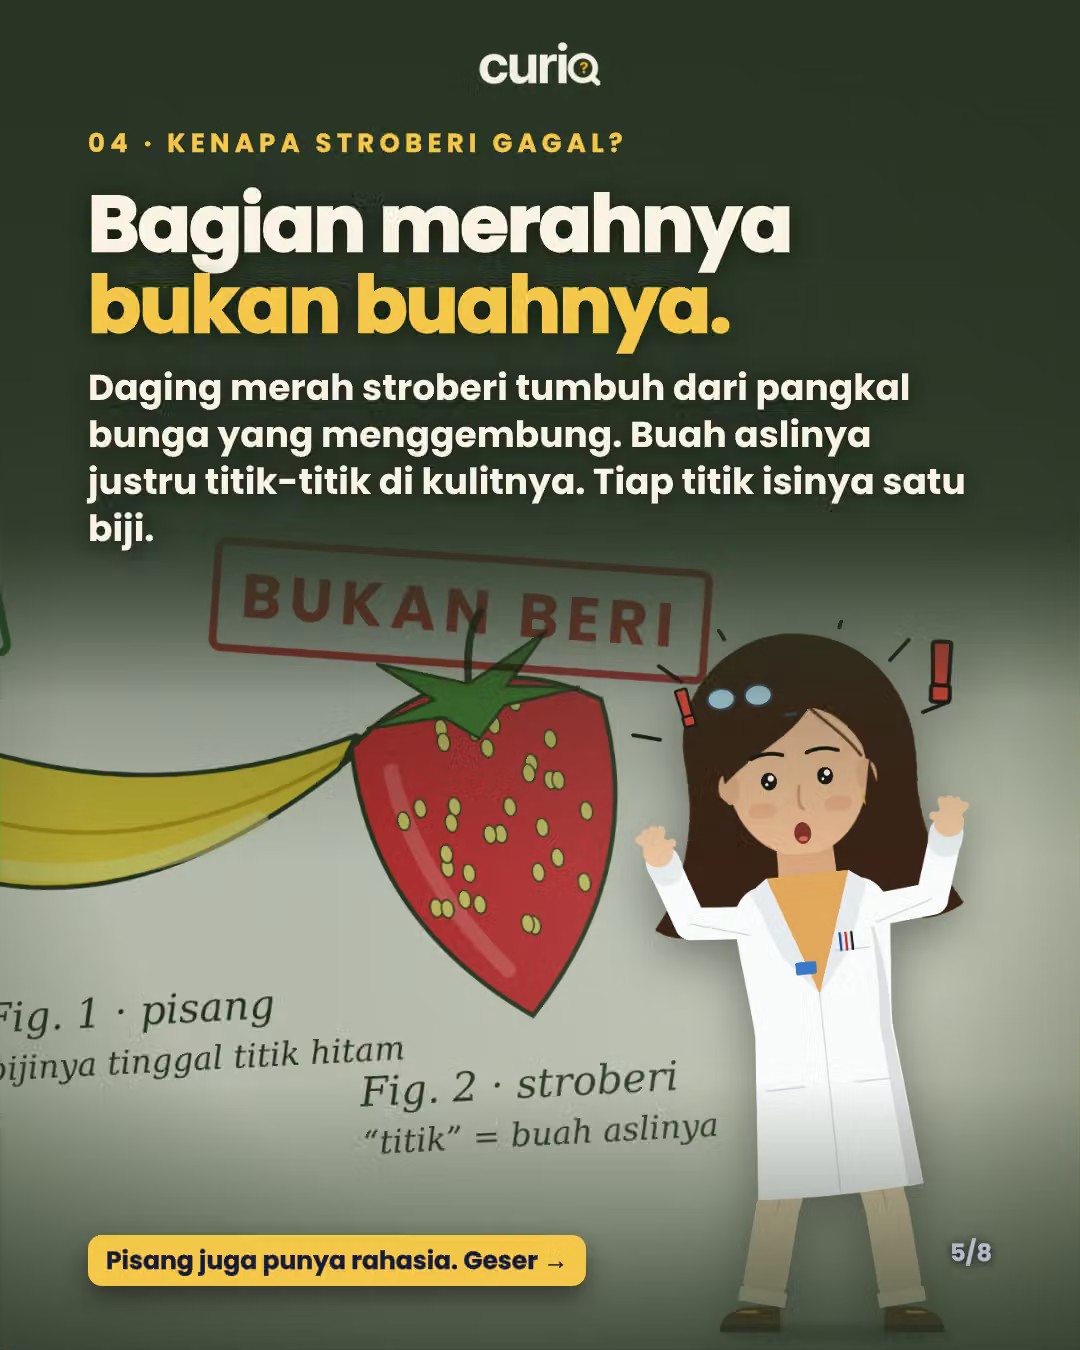 curio
04 · KENAPA STROBERI GAGAL?
Bagian merahnya
bukan buahnya.
Daging merah stroberi tumbuh dari pangkal
bunga yang menggembung. Buah aslinya
justru titik-titik di kulitnya. Tiap titik isinya satu
biji.
BUKAN BERI
Fig. 1 · pisang
bijinya tinggal titik hitam
Fig. 2 · stroberi
“titik” = buah aslinya
Pisang juga punya rahasia. Geser →
5/8